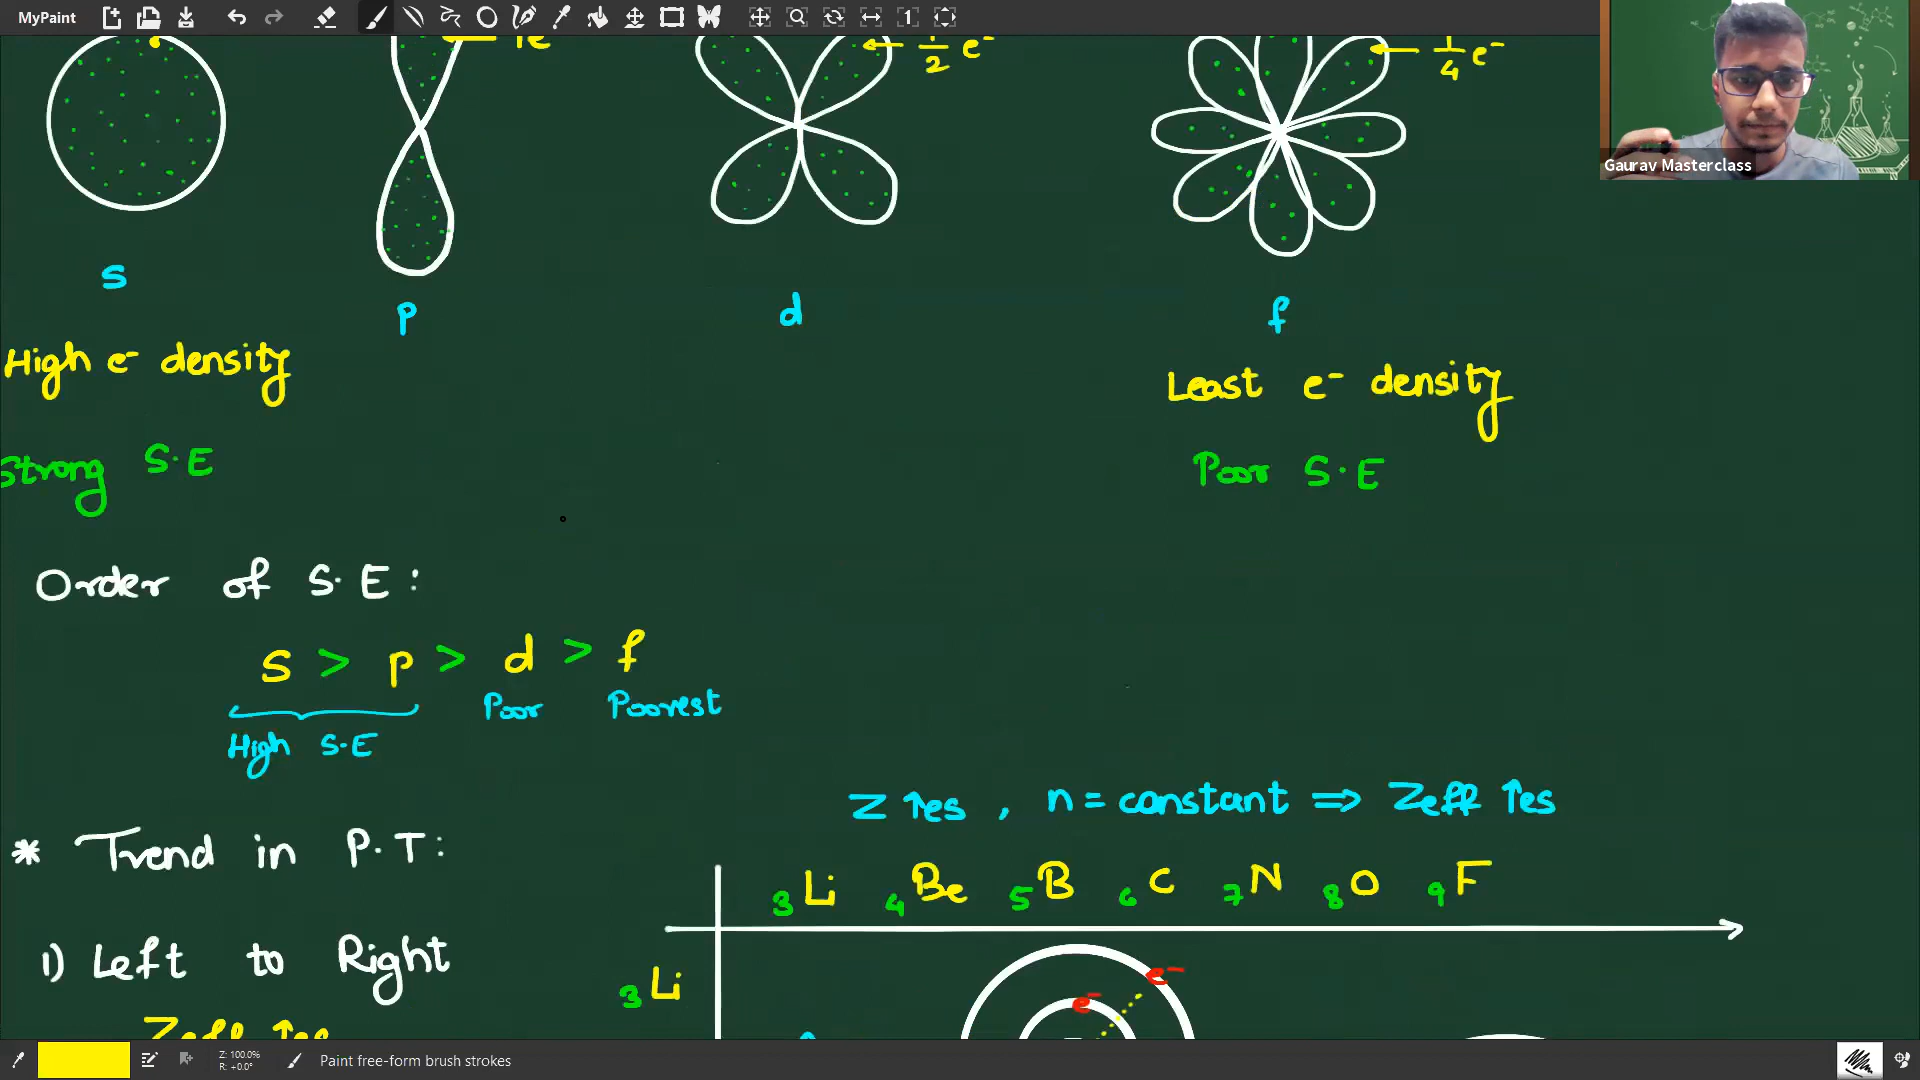 MyPaint
1e
1/2 e⁻
1/4 e⁻
Gaurav Masterclass
s
p
d
f
High e⁻ density
Least e⁻ density
Strong S.E
Poor S.E
Order of S.E :
s > p > d > f
Poor Poorest
High S.E
Z ↑es , n = constant ⇒ Zeff ↑es
* Trend in P.T :
3Li 4Be 5B 6C 7N 8O 9F
1) Left to Right
3Li
e⁻
e⁻
Zeff ↑es
Z: 100.0%
R: +0.0°
Paint free-form brush strokes